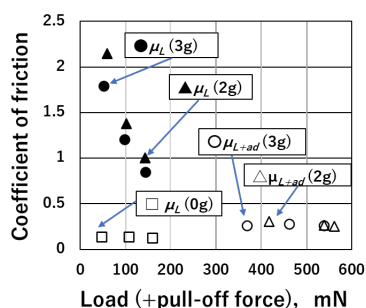 Coefficient of friction
2.5
2
1.5
1
0.5
0
0 100 200 300 400 500 600
Load (+pull-off force), mN
● μL (3g)
▲ μL (2g)
○ μL+ad (3g)
△ μL+ad (2g)
□ μL (0g)